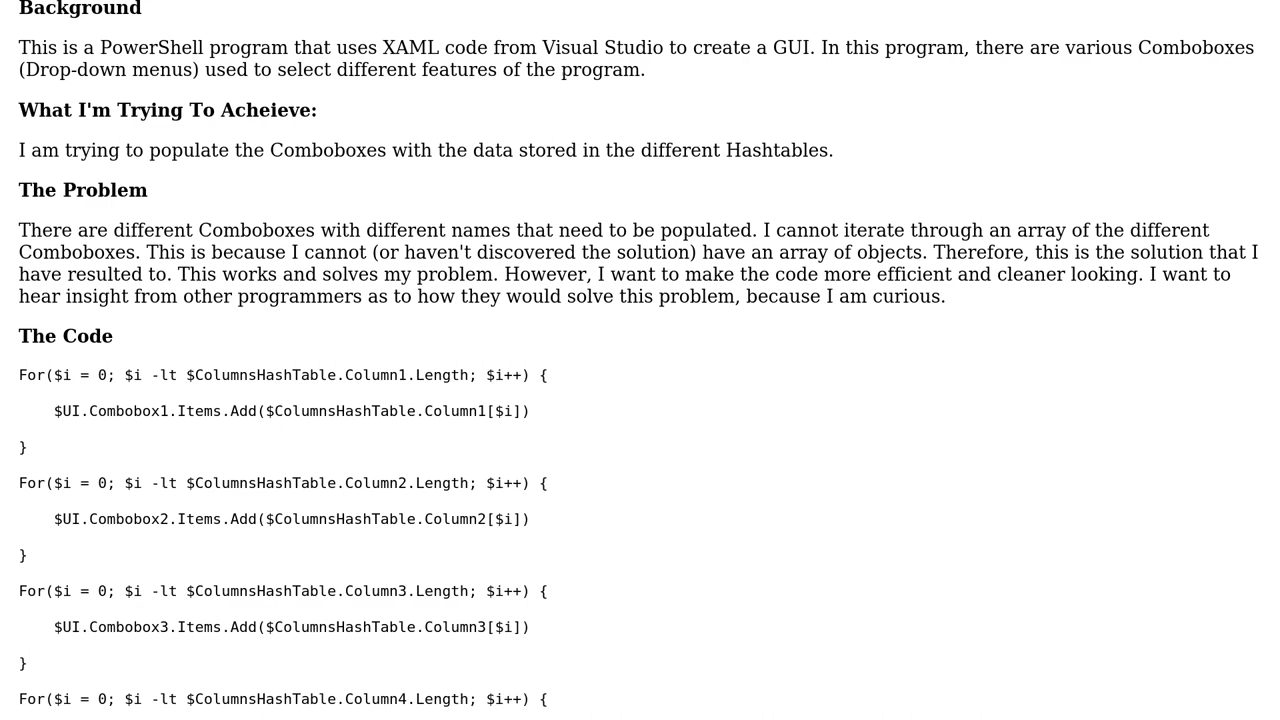 Background
This is a PowerShell program that uses XAML code from Visual Studio to create a GUI. In this program, there are various Comboboxes
(Drop-down menus) used to select different features of the program.
What I'm Trying To Acheieve:
I am trying to populate the Comboboxes with the data stored in the different Hashtables.
The Problem
There are different Comboboxes with different names that need to be populated. I cannot iterate through an array of the different
Comboboxes. This is because I cannot (or haven't discovered the solution) have an array of objects. Therefore, this is the solution that I
have resulted to. This works and solves my problem. However, I want to make the code more efficient and cleaner looking. I want to
hear insight from other programmers as to how they would solve this problem, because I am curious.
The Code
For($i = 0; $i -lt $ColumnsHashTable.Column1.Length; $i++) {
    $UI.Combobox1.Items.Add($ColumnsHashTable.Column1[$i])
}
For($i = 0; $i -lt $ColumnsHashTable.Column2.Length; $i++) {
    $UI.Combobox2.Items.Add($ColumnsHashTable.Column2[$i])
}
For($i = 0; $i -lt $ColumnsHashTable.Column3.Length; $i++) {
    $UI.Combobox3.Items.Add($ColumnsHashTable.Column3[$i])
}
For($i = 0; $i -lt $ColumnsHashTable.Column4.Length; $i++) {